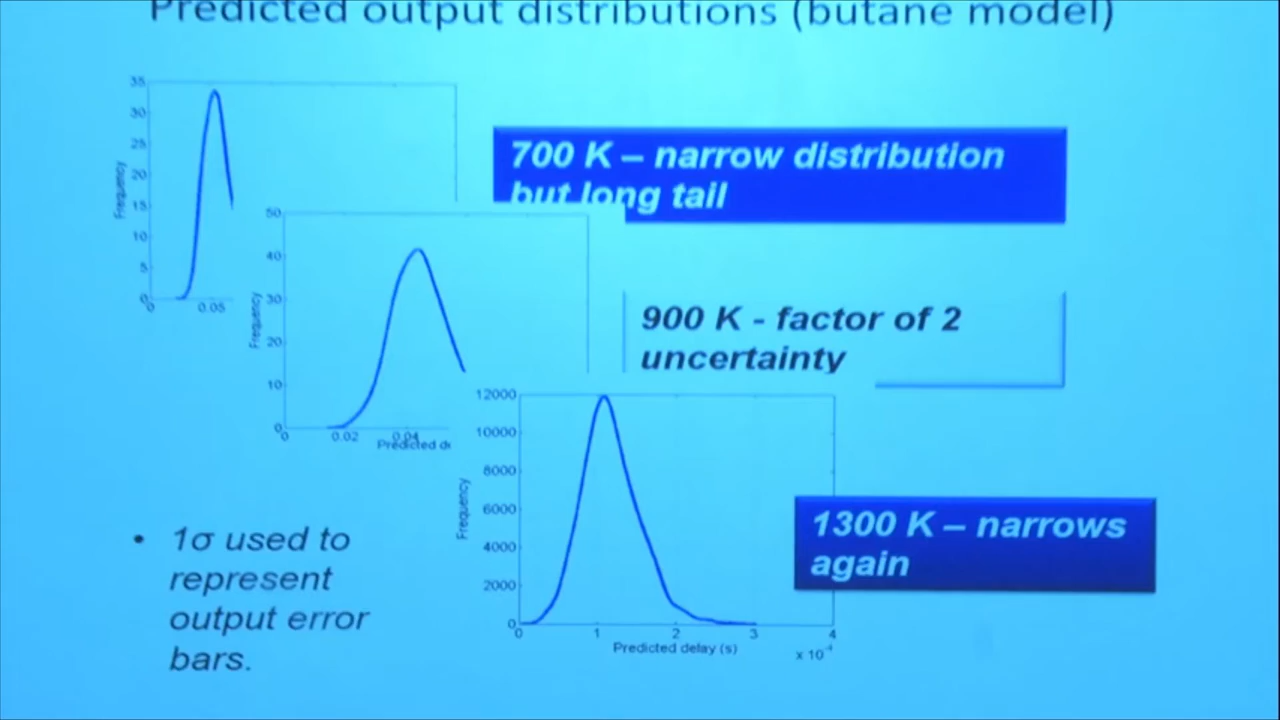 Predicted output distributions (butane model)
35
30
25
20
15
10
5
0
Frequency
0 0.05
700 K – narrow distribution
but long tail
50
40
30
20
10
0
Frequency
0 0.02 0.04
Predicted
900 K - factor of 2
uncertainty
12000
10000
8000
6000
4000
2000
0
Frequency
0 1 2 3 4
Predicted delay (s)
x 10⁻⁴
1300 K – narrows
again
• 1σ used to
represent
output error
bars.